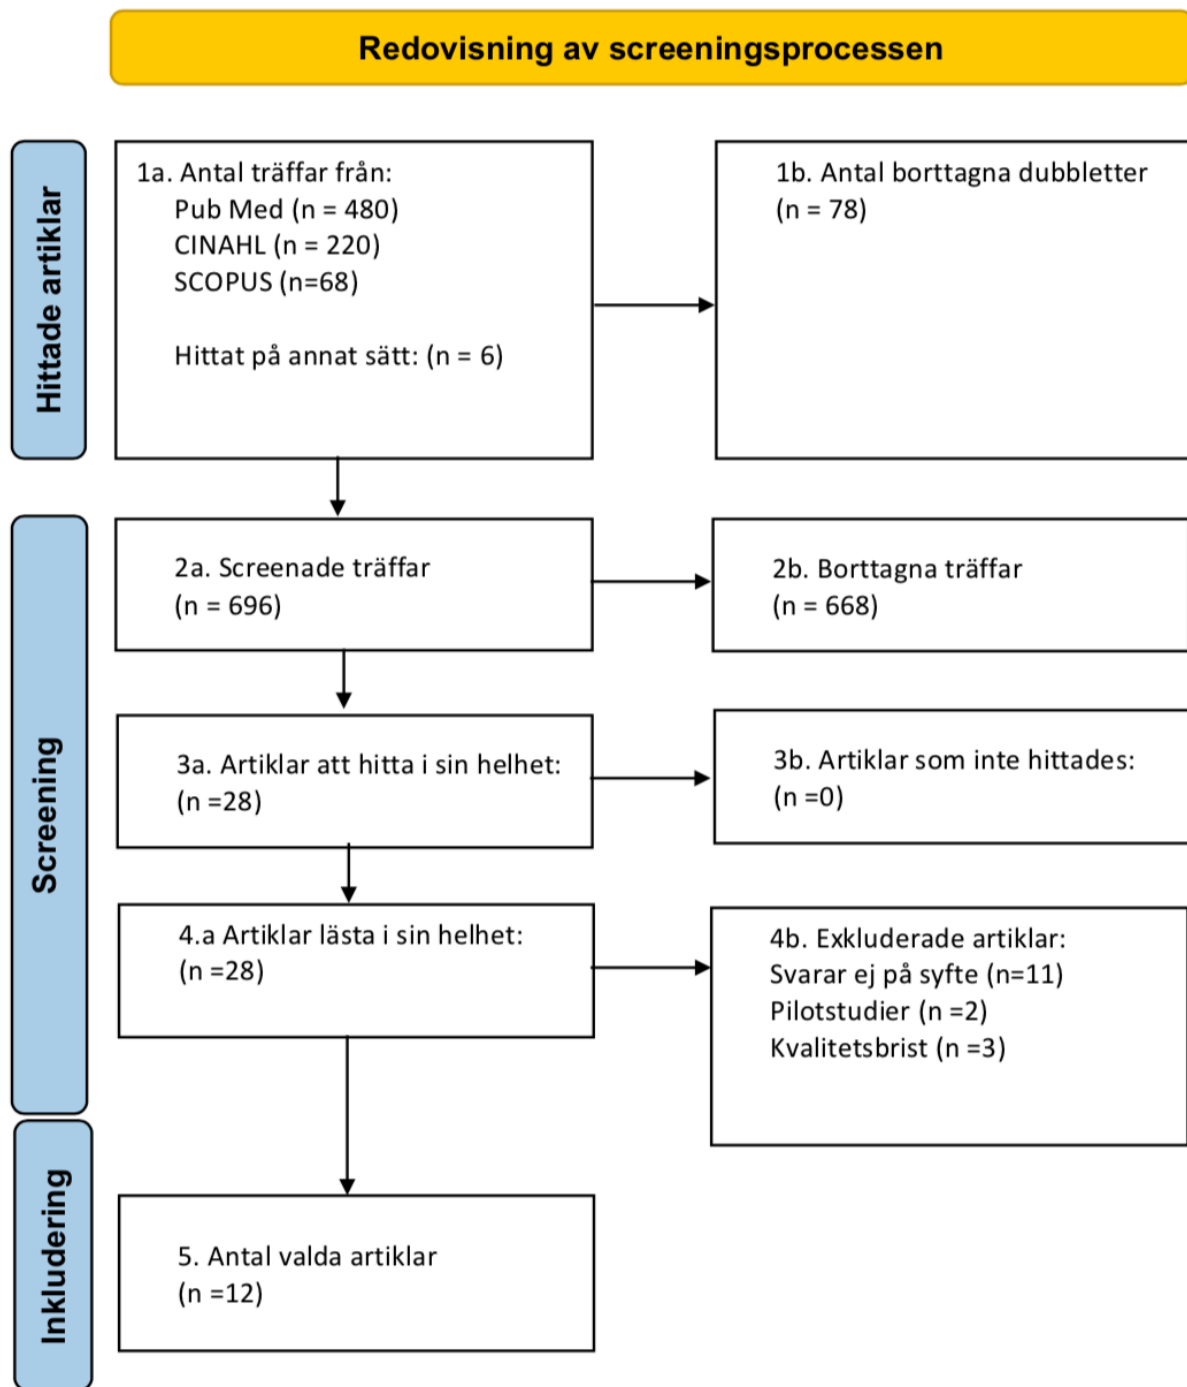 Redovisning av screeningsprocessen
Hittade artiklar
1a. Antal träffar från:
Pub Med (n = 480)
CINAHL (n = 220)
SCOPUS (n=68)
Hittat på annat sätt: (n = 6)
1b. Antal borttagna dubbletter
(n = 78)
Screening
2a. Screenade träffar
(n = 696)
2b. Borttagna träffar
(n = 668)
3a. Artiklar att hitta i sin helhet:
(n =28)
3b. Artiklar som inte hittades:
(n =0)
4.a Artiklar lästa i sin helhet:
(n =28)
4b. Exkluderade artiklar:
Svarar ej på syfte (n=11)
Pilotstudier (n =2)
Kvalitetsbrist (n =3)
Inkludering
5. Antal valda artiklar
(n =12)